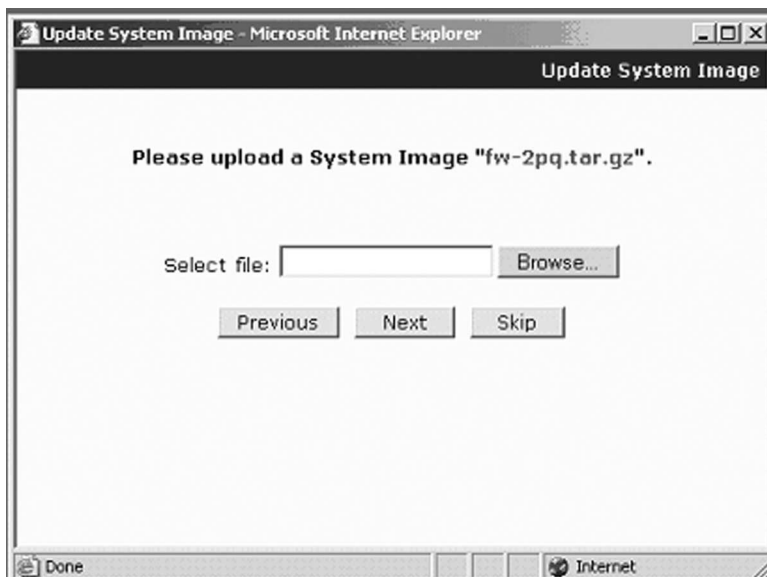 Update System Image - Microsoft Internet Explorer
Update System Image
Please upload a System Image "fw-2pq.tar.gz".
Select file: Browse...
Previous Next Skip
Done Internet